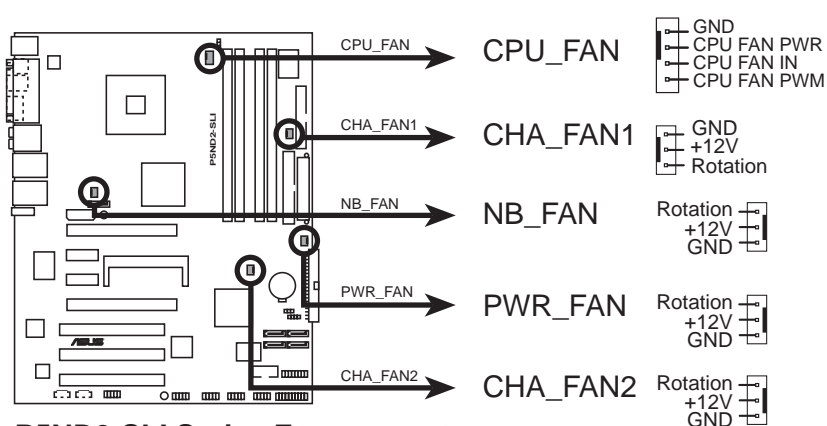 CPU_FAN
CPU_FAN
GND
CPU FAN PWR
CPU FAN IN
CPU FAN PWM
P5ND2-SLI
CHA_FAN1
CHA_FAN1
GND
+12V
Rotation
NB_FAN
NB_FAN
Rotation
+12V
GND
PWR_FAN
PWR_FAN
Rotation
+12V
GND
ASUS
CHA_FAN2
CHA_FAN2
Rotation
+12V
GND